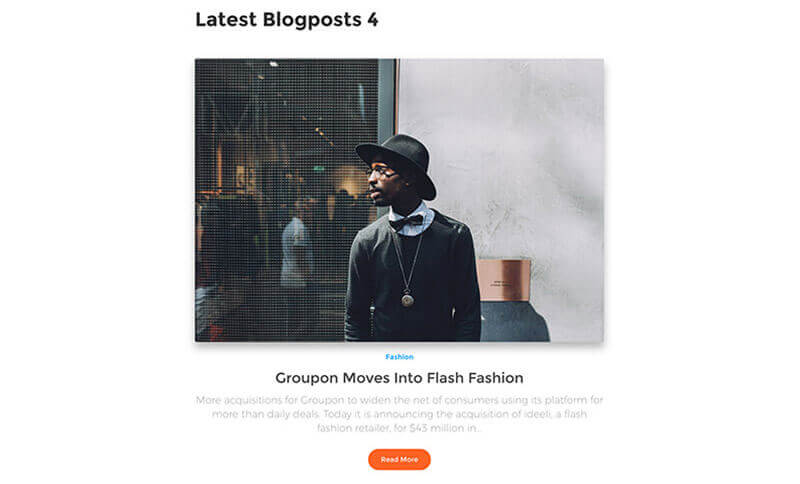 Latest Blogposts 4
Fashion
Groupon Moves Into Flash Fashion
More acquisitions for Groupon to widen the net of consumers using its platform for
more than daily deals. Today it is announcing the acquisition of ideeli, a flash
fashion retailer, for $43 million in...
Read More